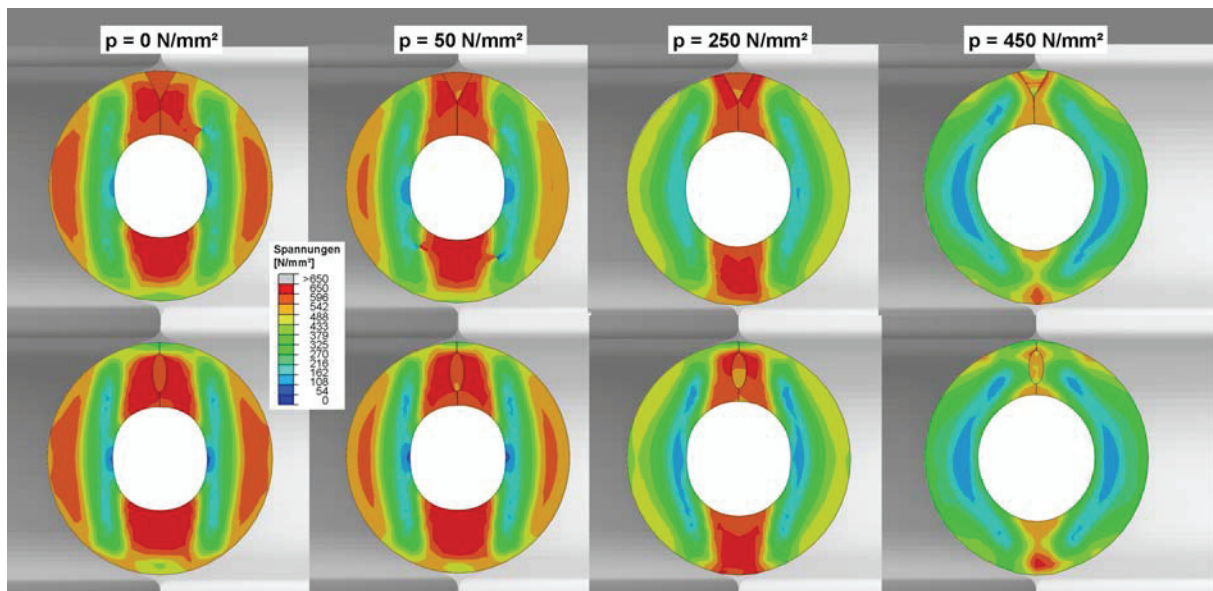 p = 0 N/mm²
p = 50 N/mm²
p = 250 N/mm²
p = 450 N/mm²
Spannungen
[N/mm²]
>650
650
596
542
488
433
379
325
270
216
162
108
54
0